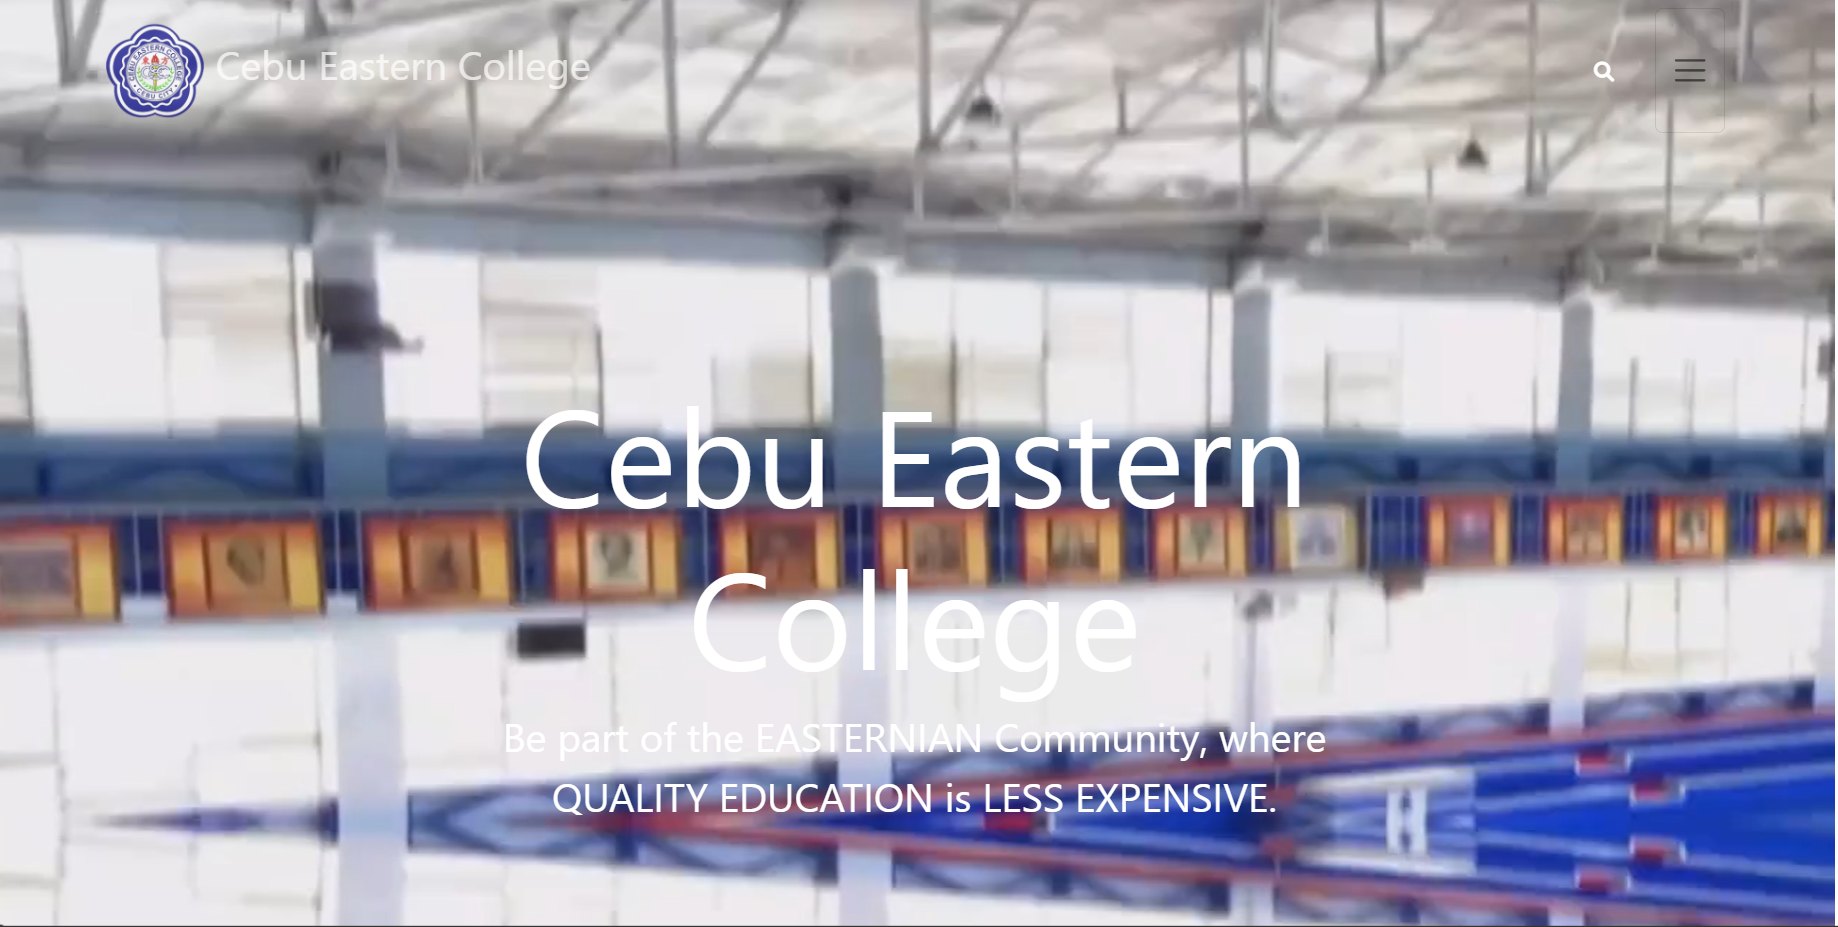 CEBU EASTERN COLLEGE
CEBU CITY
Cebu Eastern College
Cebu Eastern
College
Be part of the EASTERNIAN Community, where
QUALITY EDUCATION is LESS EXPENSIVE.